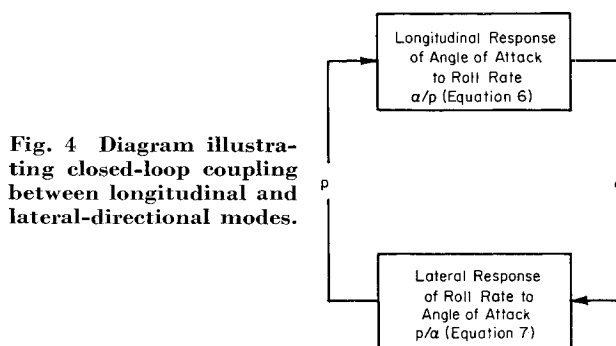 Longitudinal Response
of Angle of Attack
to Roll Rate
α/p (Equation 6)
Fig. 4 Diagram illustra-
ting closed-loop coupling
between longitudinal and
lateral-directional modes.
p
Lateral Response
of Roll Rate to
Angle of Attack
p/α (Equation 7)